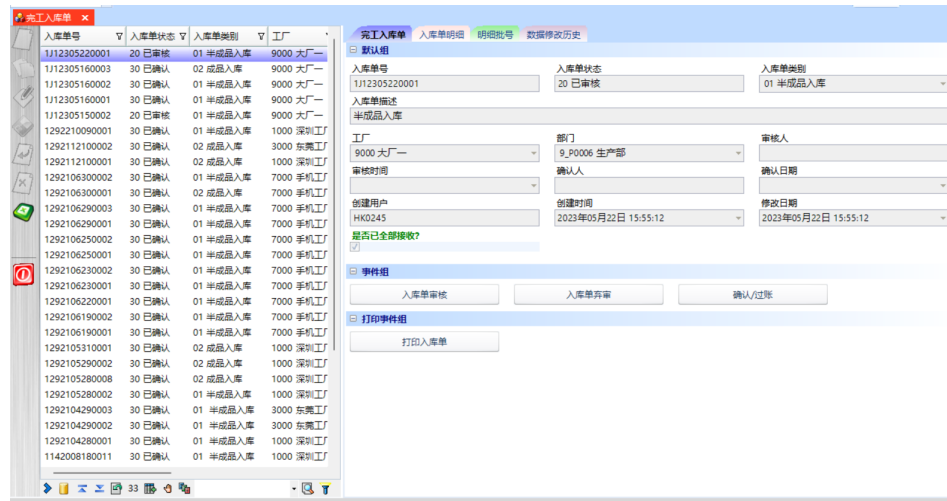 完工入库单
入库单号 入库单状态 入库单类别 工厂
1J12305220001 20 已审核 01 半成品入库 9000 大厂一
1J12305160003 30 已确认 02 成品入库 9000 大厂一
1J12305160002 30 已确认 01 半成品入库 9000 大厂一
1J12305160001 30 已确认 01 半成品入库 9000 大厂一
1J12305150002 30 已确认 02 成品入库 9000 大厂一
1292210090001 30 已确认 01 半成品入库 1000 深圳工厂
1292112100002 30 已确认 02 成品入库 3000 东莞工厂
1292112100001 30 已确认 02 成品入库 1000 深圳工厂
1292106300002 30 已确认 01 半成品入库 7000 手机工厂
1292106300001 30 已确认 02 成品入库 7000 手机工厂
1292106290003 30 已确认 01 半成品入库 7000 手机工厂
1292106290001 30 已确认 01 半成品入库 7000 手机工厂
1292106250002 30 已确认 01 半成品入库 7000 手机工厂
1292106250001 30 已确认 01 半成品入库 7000 手机工厂
1292106230002 30 已确认 01 半成品入库 7000 手机工厂
1292106230001 30 已确认 01 半成品入库 7000 手机工厂
1292106220001 30 已确认 01 半成品入库 7000 手机工厂
1292106190002 30 已确认 01 半成品入库 7000 手机工厂
1292106190001 30 已确认 01 半成品入库 7000 手机工厂
1292105310001 30 已确认 02 成品入库 1000 深圳工厂
1292105290002 30 已确认 02 成品入库 1000 深圳工厂
1292105280008 30 已确认 02 成品入库 1000 深圳工厂
1292105280002 30 已确认 01 半成品入库 1000 深圳工厂
1292104290003 30 已确认 01 半成品入库 3000 东莞工厂
1292104290002 30 已确认 01 半成品入库 3000 东莞工厂
1292104280001 30 已确认 01 半成品入库 1000 深圳工厂
1142008180011 30 已确认 01 半成品入库 1000 深圳工厂
33
完工入库单 入库单明细 明细批号 数据修改历史
默认组
入库单号 入库单状态 入库单类别
1J12305220001 20 已审核 01 半成品入库
入库单描述
半成品入库
工厂 部门 审核人
9000 大厂一 9_P0006 生产部
审核时间 确认人 确认日期
创建用户 创建时间 修改日期
HK0245 2023年05月22日 15:55:12 2023年05月22日 15:55:12
是否已全部接收?
事件组
入库单审核 入库单弃审 确认/过账
打印事件组
打印入库单